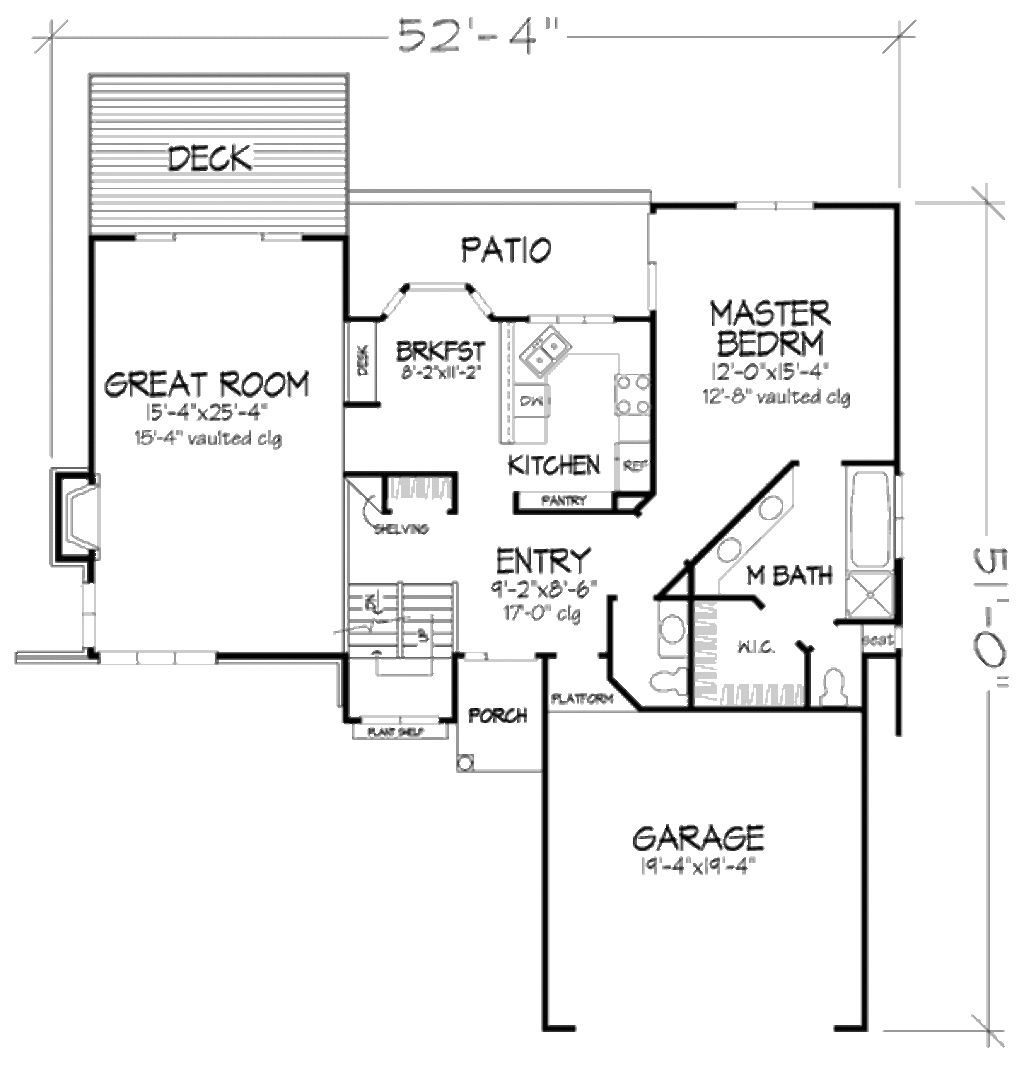 52'-4"
DECK
PATIO
MASTER
BEDRM
12'-0"x15'-4"
12'-8" vaulted clg
BRKFST
8'-2"x11'-2"
DESK
GREAT ROOM
15'-4"x25'-4"
15'-4" vaulted clg
DW
KITCHEN
REF
PANTRY
SHELVING
ENTRY
9'-2"x8'-6"
17'-0" clg
M BATH
51'-0"
DN
UP
W.I.C.
seat
PLATFORM
PORCH
PLANT SHELF
GARAGE
19'-4"x19'-4"